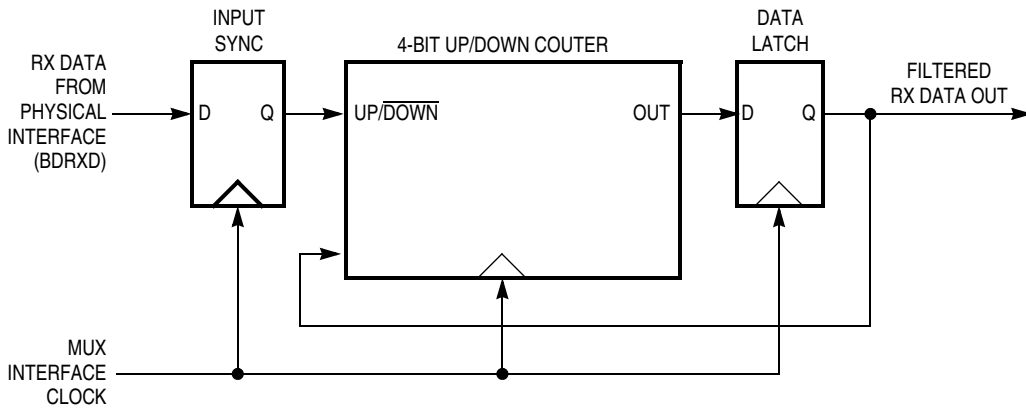 INPUT
SYNC
4-BIT UP/DOWN COUTER
DATA
LATCH
RX DATA
FROM
PHYSICAL
INTERFACE
(BDRXD)
D
Q
UP/DOWN
OUT
D
Q
FILTERED
RX DATA OUT
MUX
INTERFACE
CLOCK